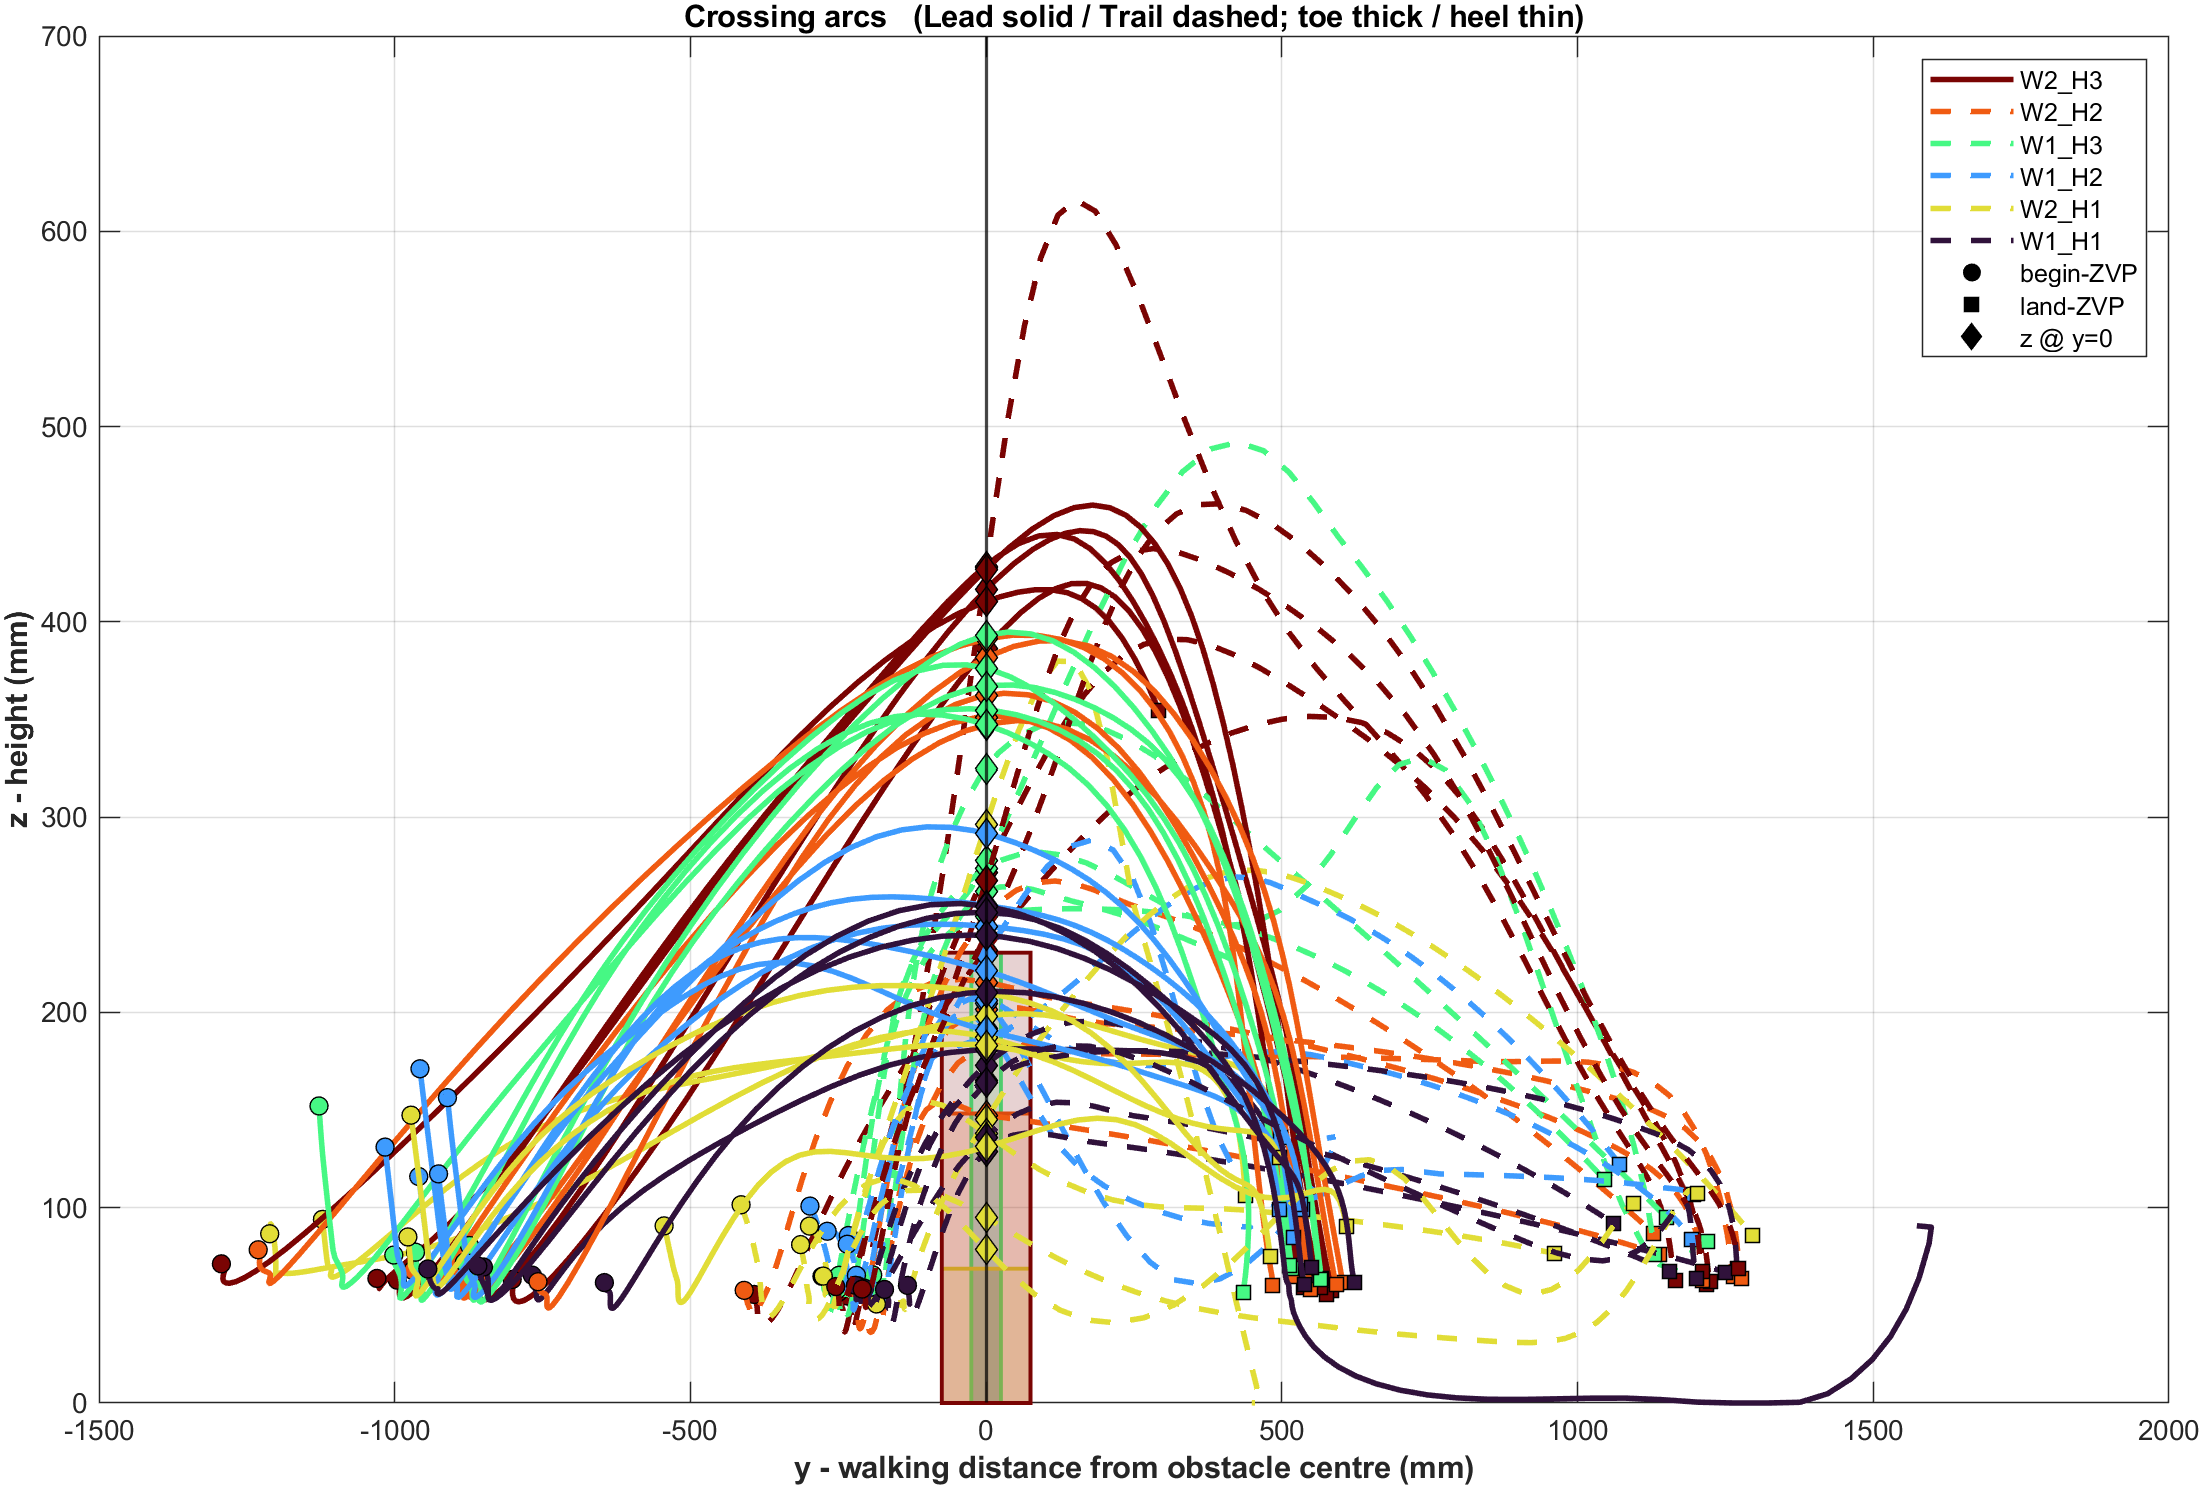 Crossing arcs (Lead solid / Trail dashed; toe thick / heel thin)
700
600
500
400
300
200
100
0
z - height (mm)
-1500 -1000 -500 0 500 1000 1500 2000
y - walking distance from obstacle centre (mm)
W2_H3
W2_H2
W1_H3
W1_H2
W2_H1
W1_H1
begin-ZVP
land-ZVP
z @ y=0